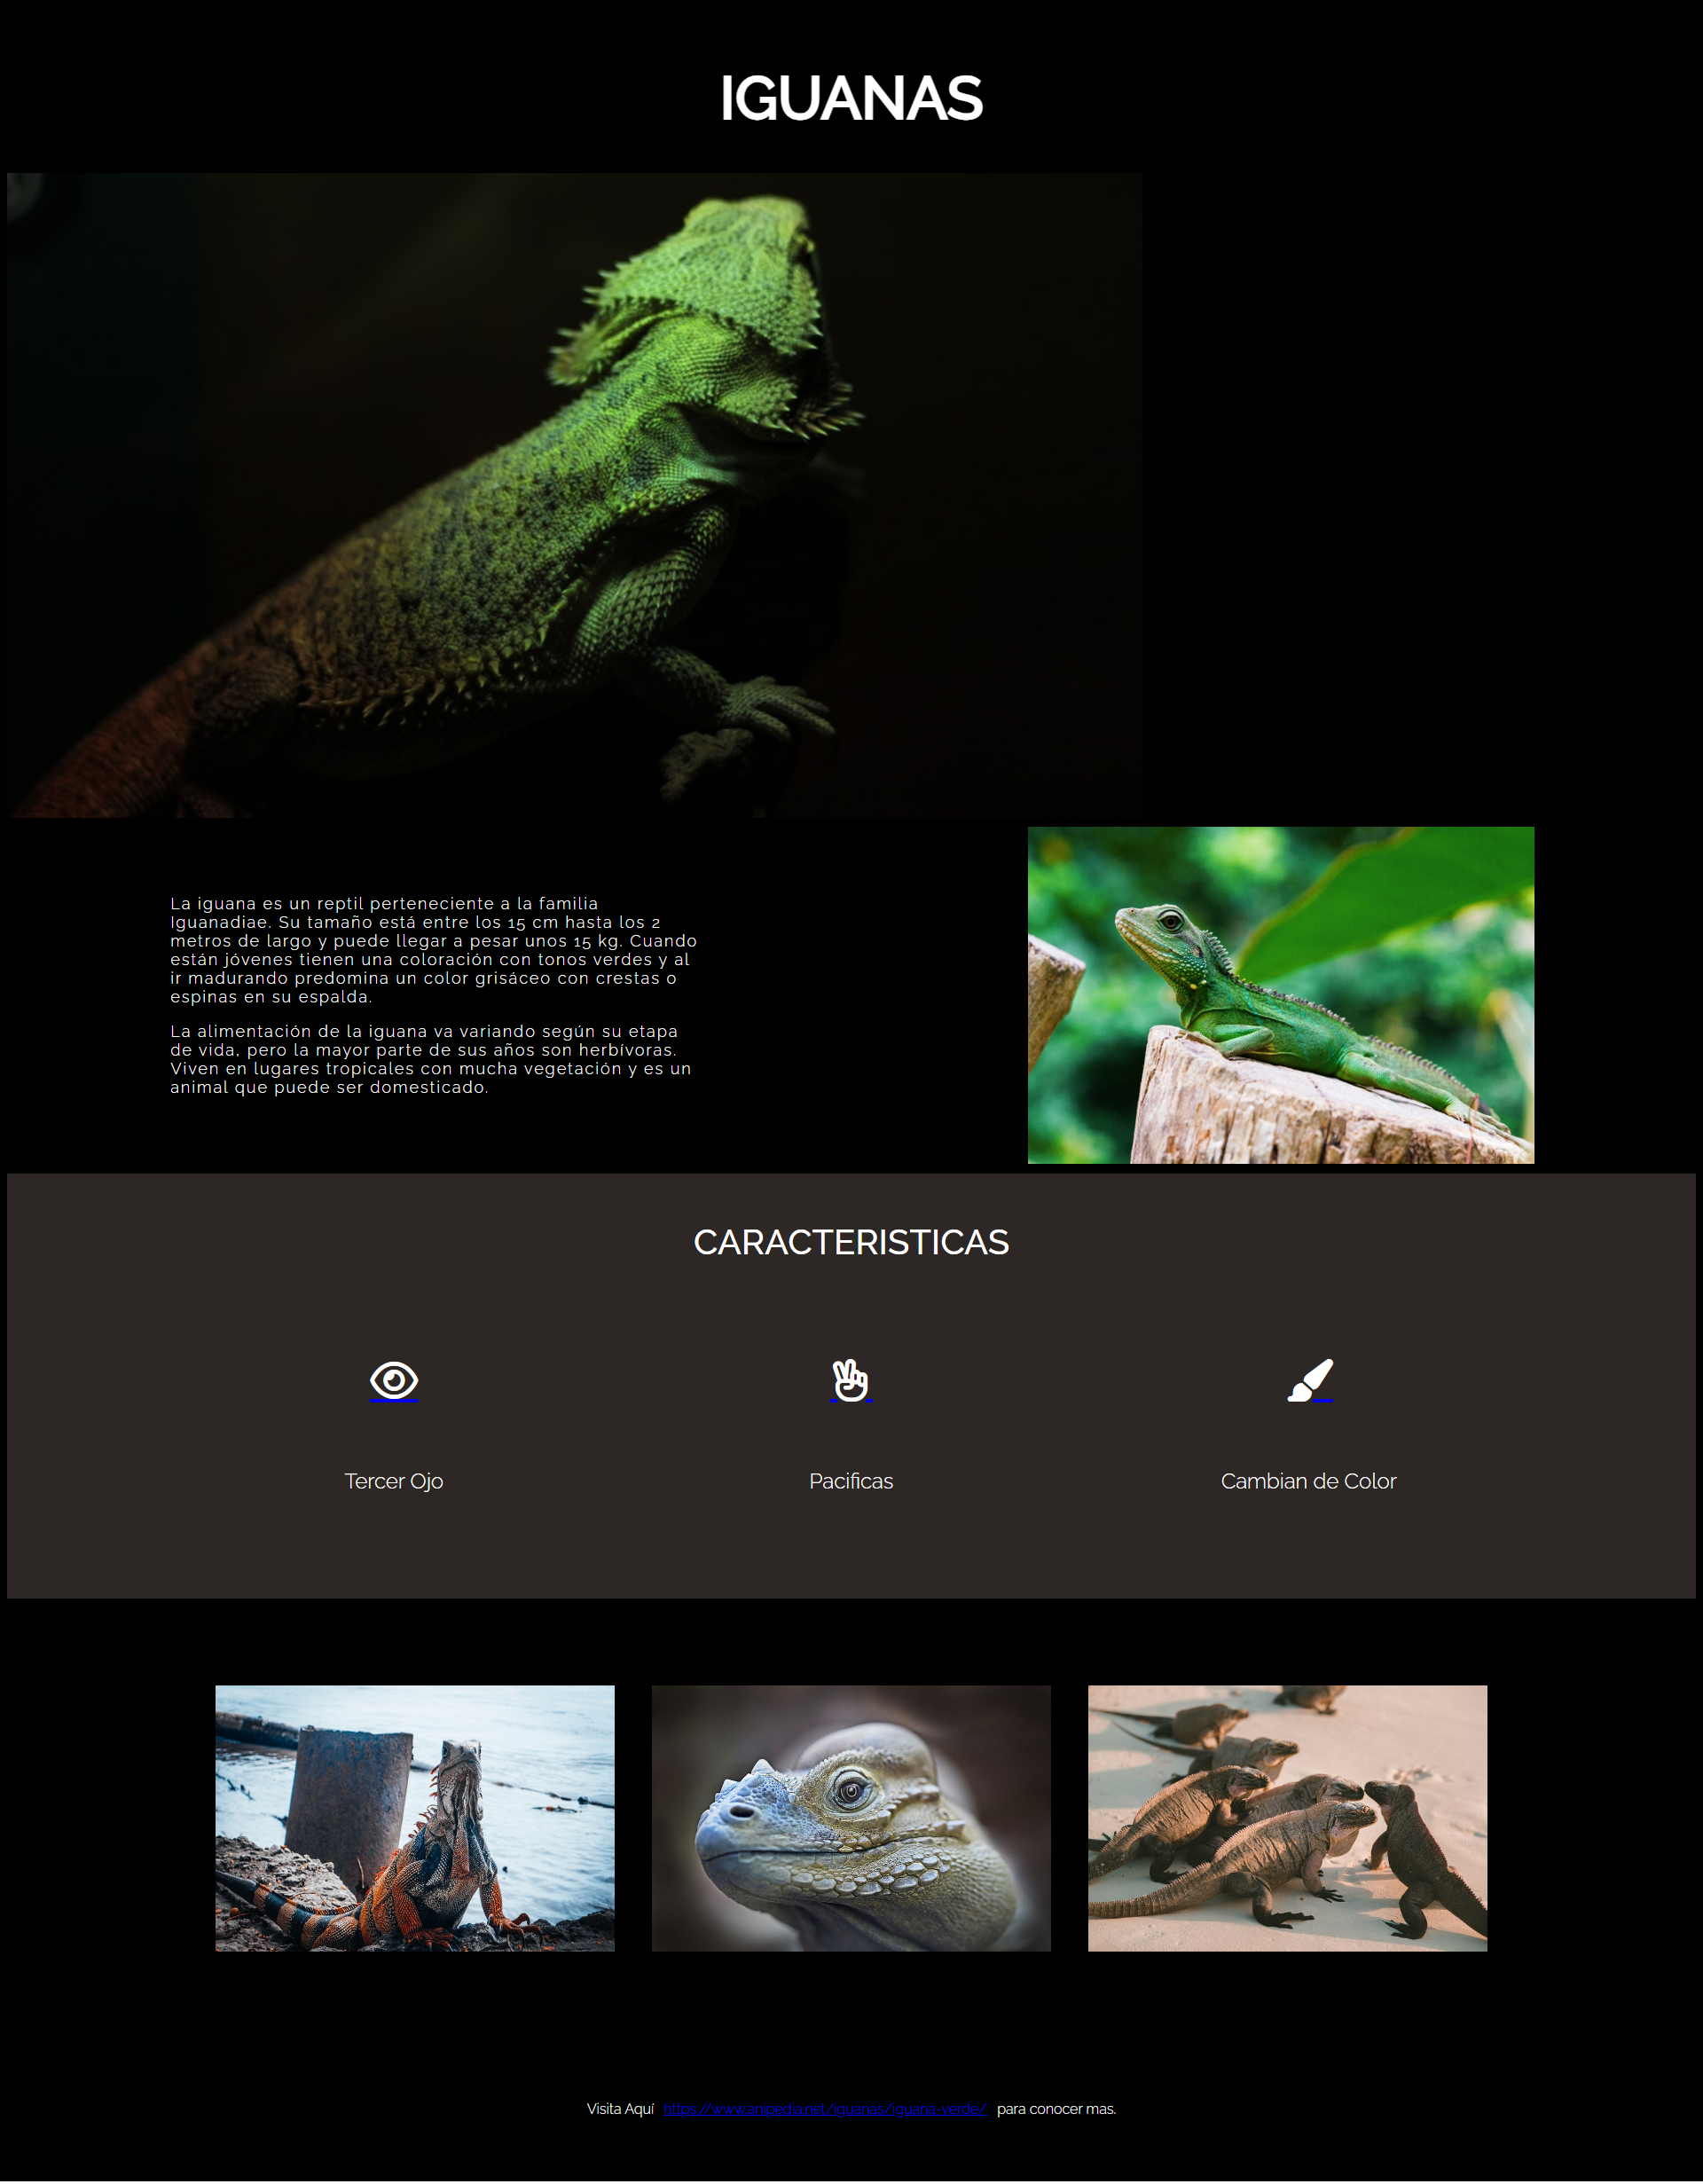 IGUANAS
La iguana es un reptil perteneciente a la familia
Iguanadiae. Su tamaño está entre los 15 cm hasta los 2
metros de largo y puede llegar a pesar unos 15 kg. Cuando
están jóvenes tienen una coloración con tonos verdes y al
ir madurando predomina un color grisáceo con crestas o
espinas en su espalda.
La alimentación de la iguana va variando según su etapa
de vida, pero la mayor parte de sus años son herbívoras.
Viven en lugares tropicales con mucha vegetación y es un
animal que puede ser domesticado.
CARACTERISTICAS
Tercer Ojo
Pacificas
Cambian de Color
Visita Aquí https://www.anipedia.net/iguanas/iguana-verde/ para conocer mas.